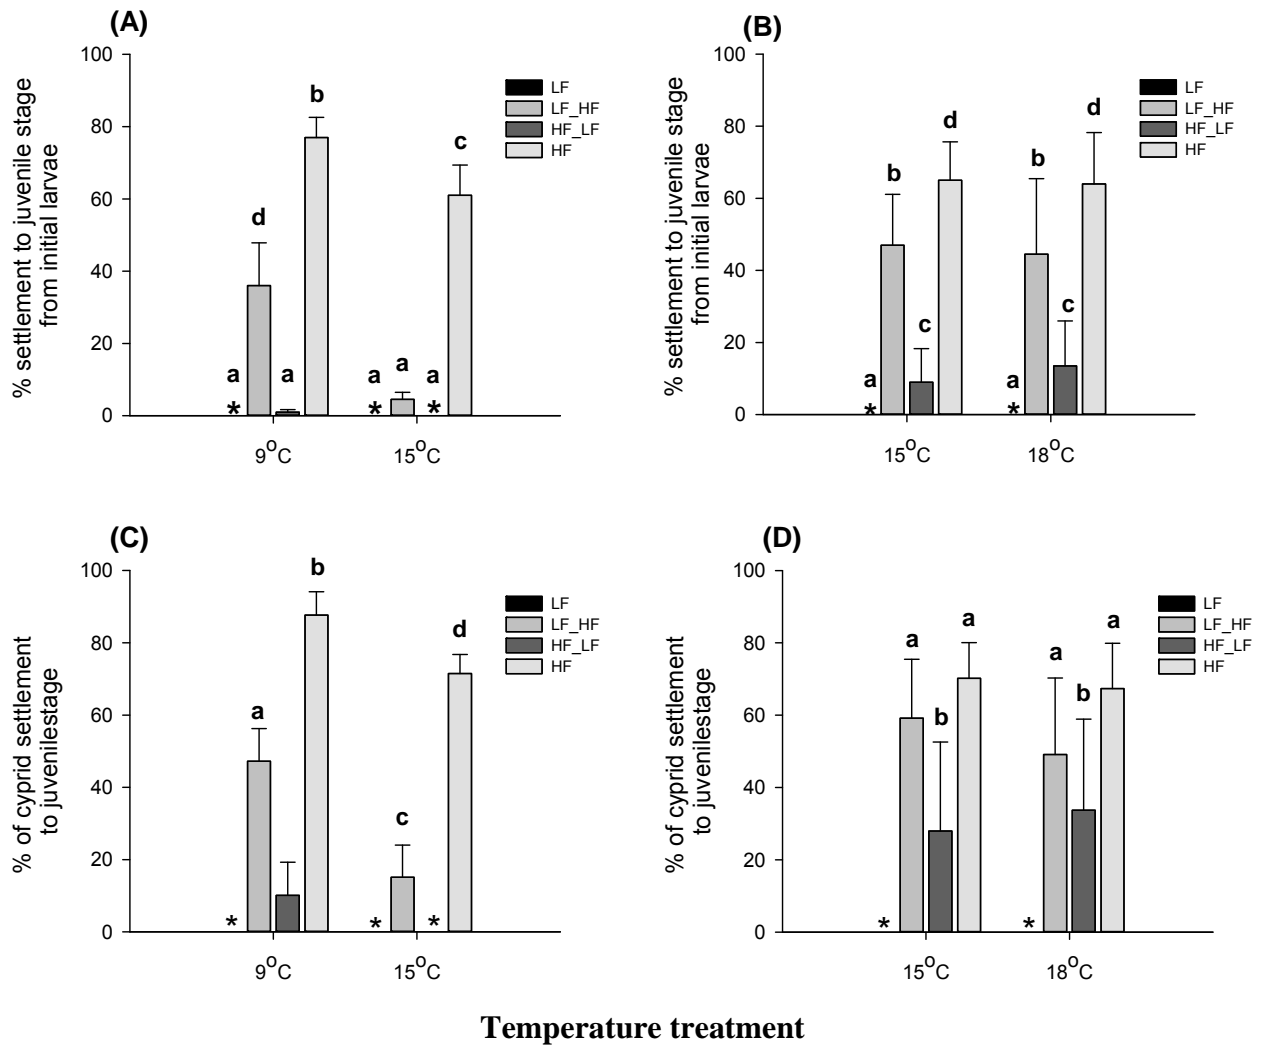 (A)
% settlement to juvenile stage
from initial larvae
100
80
60
40
20
0
LF
LF_HF
HF_LF
HF
a
*
d
a
b
a
*
a
a
*
c
9°C
15°C
(B)
% settlement to juvenile stage
from initial larvae
100
80
60
40
20
0
LF
LF_HF
HF_LF
HF
a
*
b
c
d
a
*
b
c
d
15°C
18°C
(C)
% of cyprid settlement
to juvenilestage
100
80
60
40
20
0
LF
LF_HF
HF_LF
HF
*
a
b
*
c
*
d
9°C
15°C
(D)
% of cyprid settlement
to juvenilestage
100
80
60
40
20
0
LF
LF_HF
HF_LF
HF
*
a
b
a
*
a
b
a
15°C
18°C
Temperature treatment